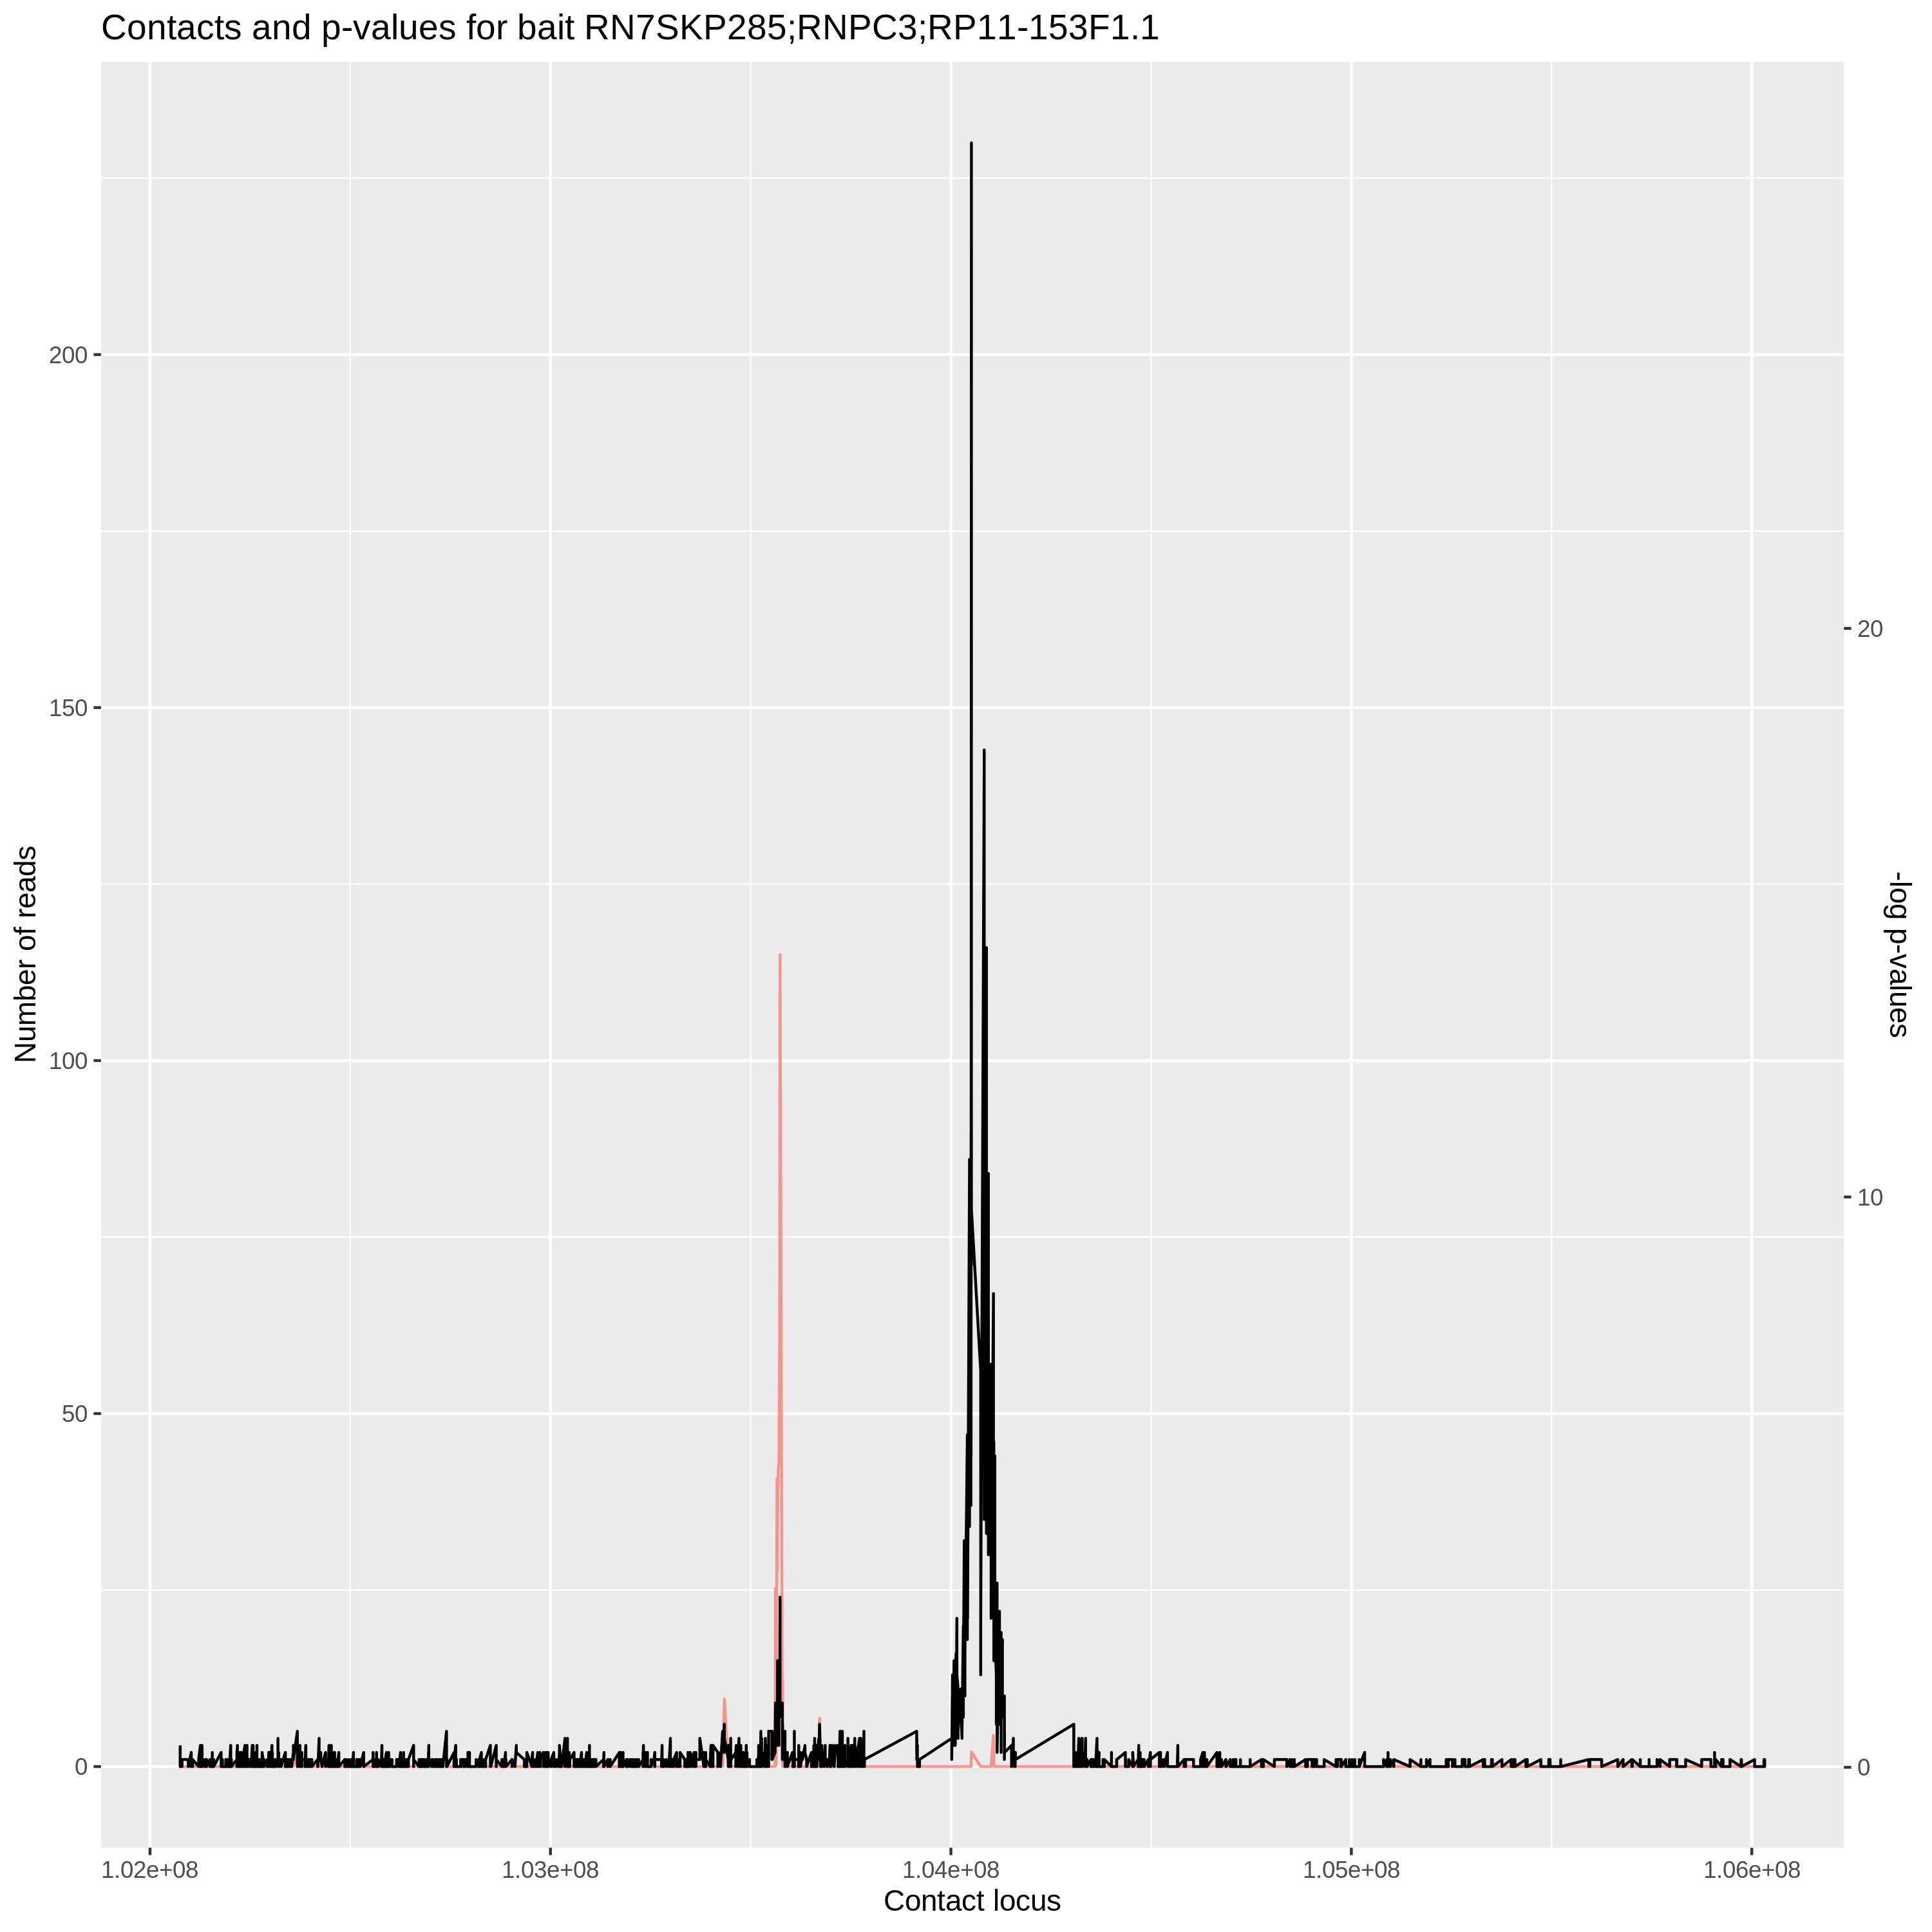 Contacts and p-values for bait RN7SKP285;RNPC3;RP11-153F1.1
Number of reads
200
150
100
50
0
20
10
0
-log p-values
1.02e+08 1.03e+08 1.04e+08 1.05e+08 1.06e+08
Contact locus